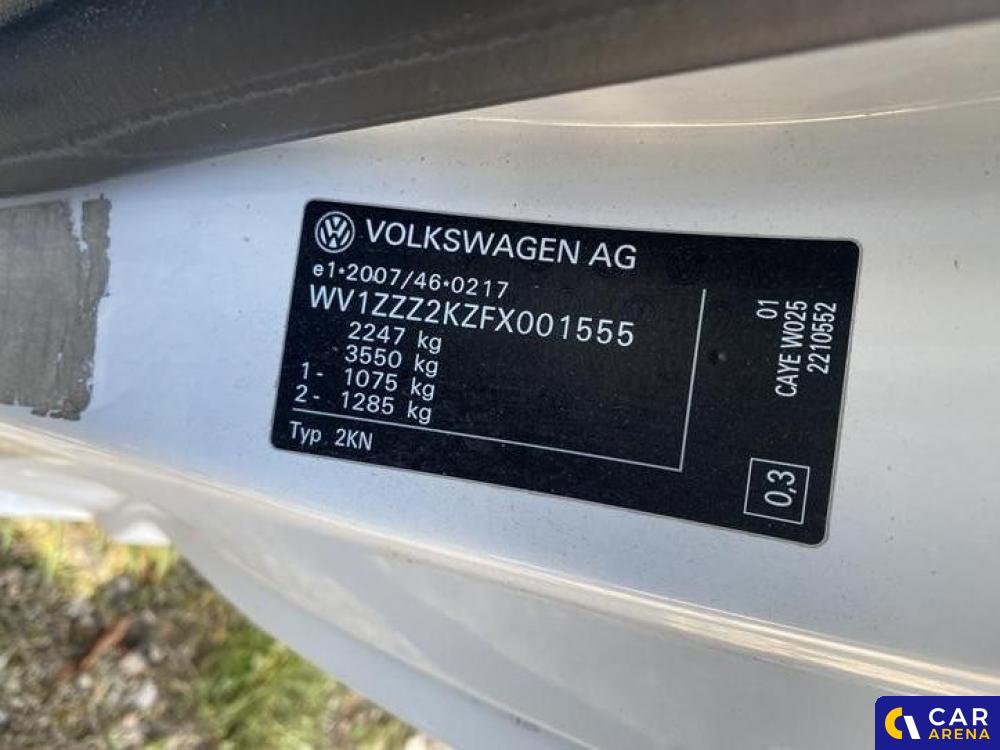 VOLKSWAGEN AG
e1*2007/46*0217
WV1ZZZ2KZFX001555
2247 kg
3550 kg
1- 1075 kg
2- 1285 kg
Typ 2KN
01
CAYE W025
2210552
0,3
CAR
ARENA